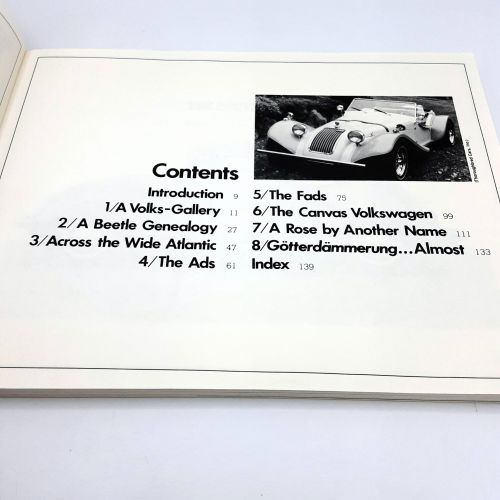 Contents
Introduction 9
1/A Volks-Gallery 11
2/A Beetle Genealogy 27
3/Across the Wide Atlantic 47
4/The Ads 61
5/The Fads 75
6/The Canvas Volkswagen 99
7/A Rose by Another Name 111
8/Götterdämmerung...Almost 133
Index 139